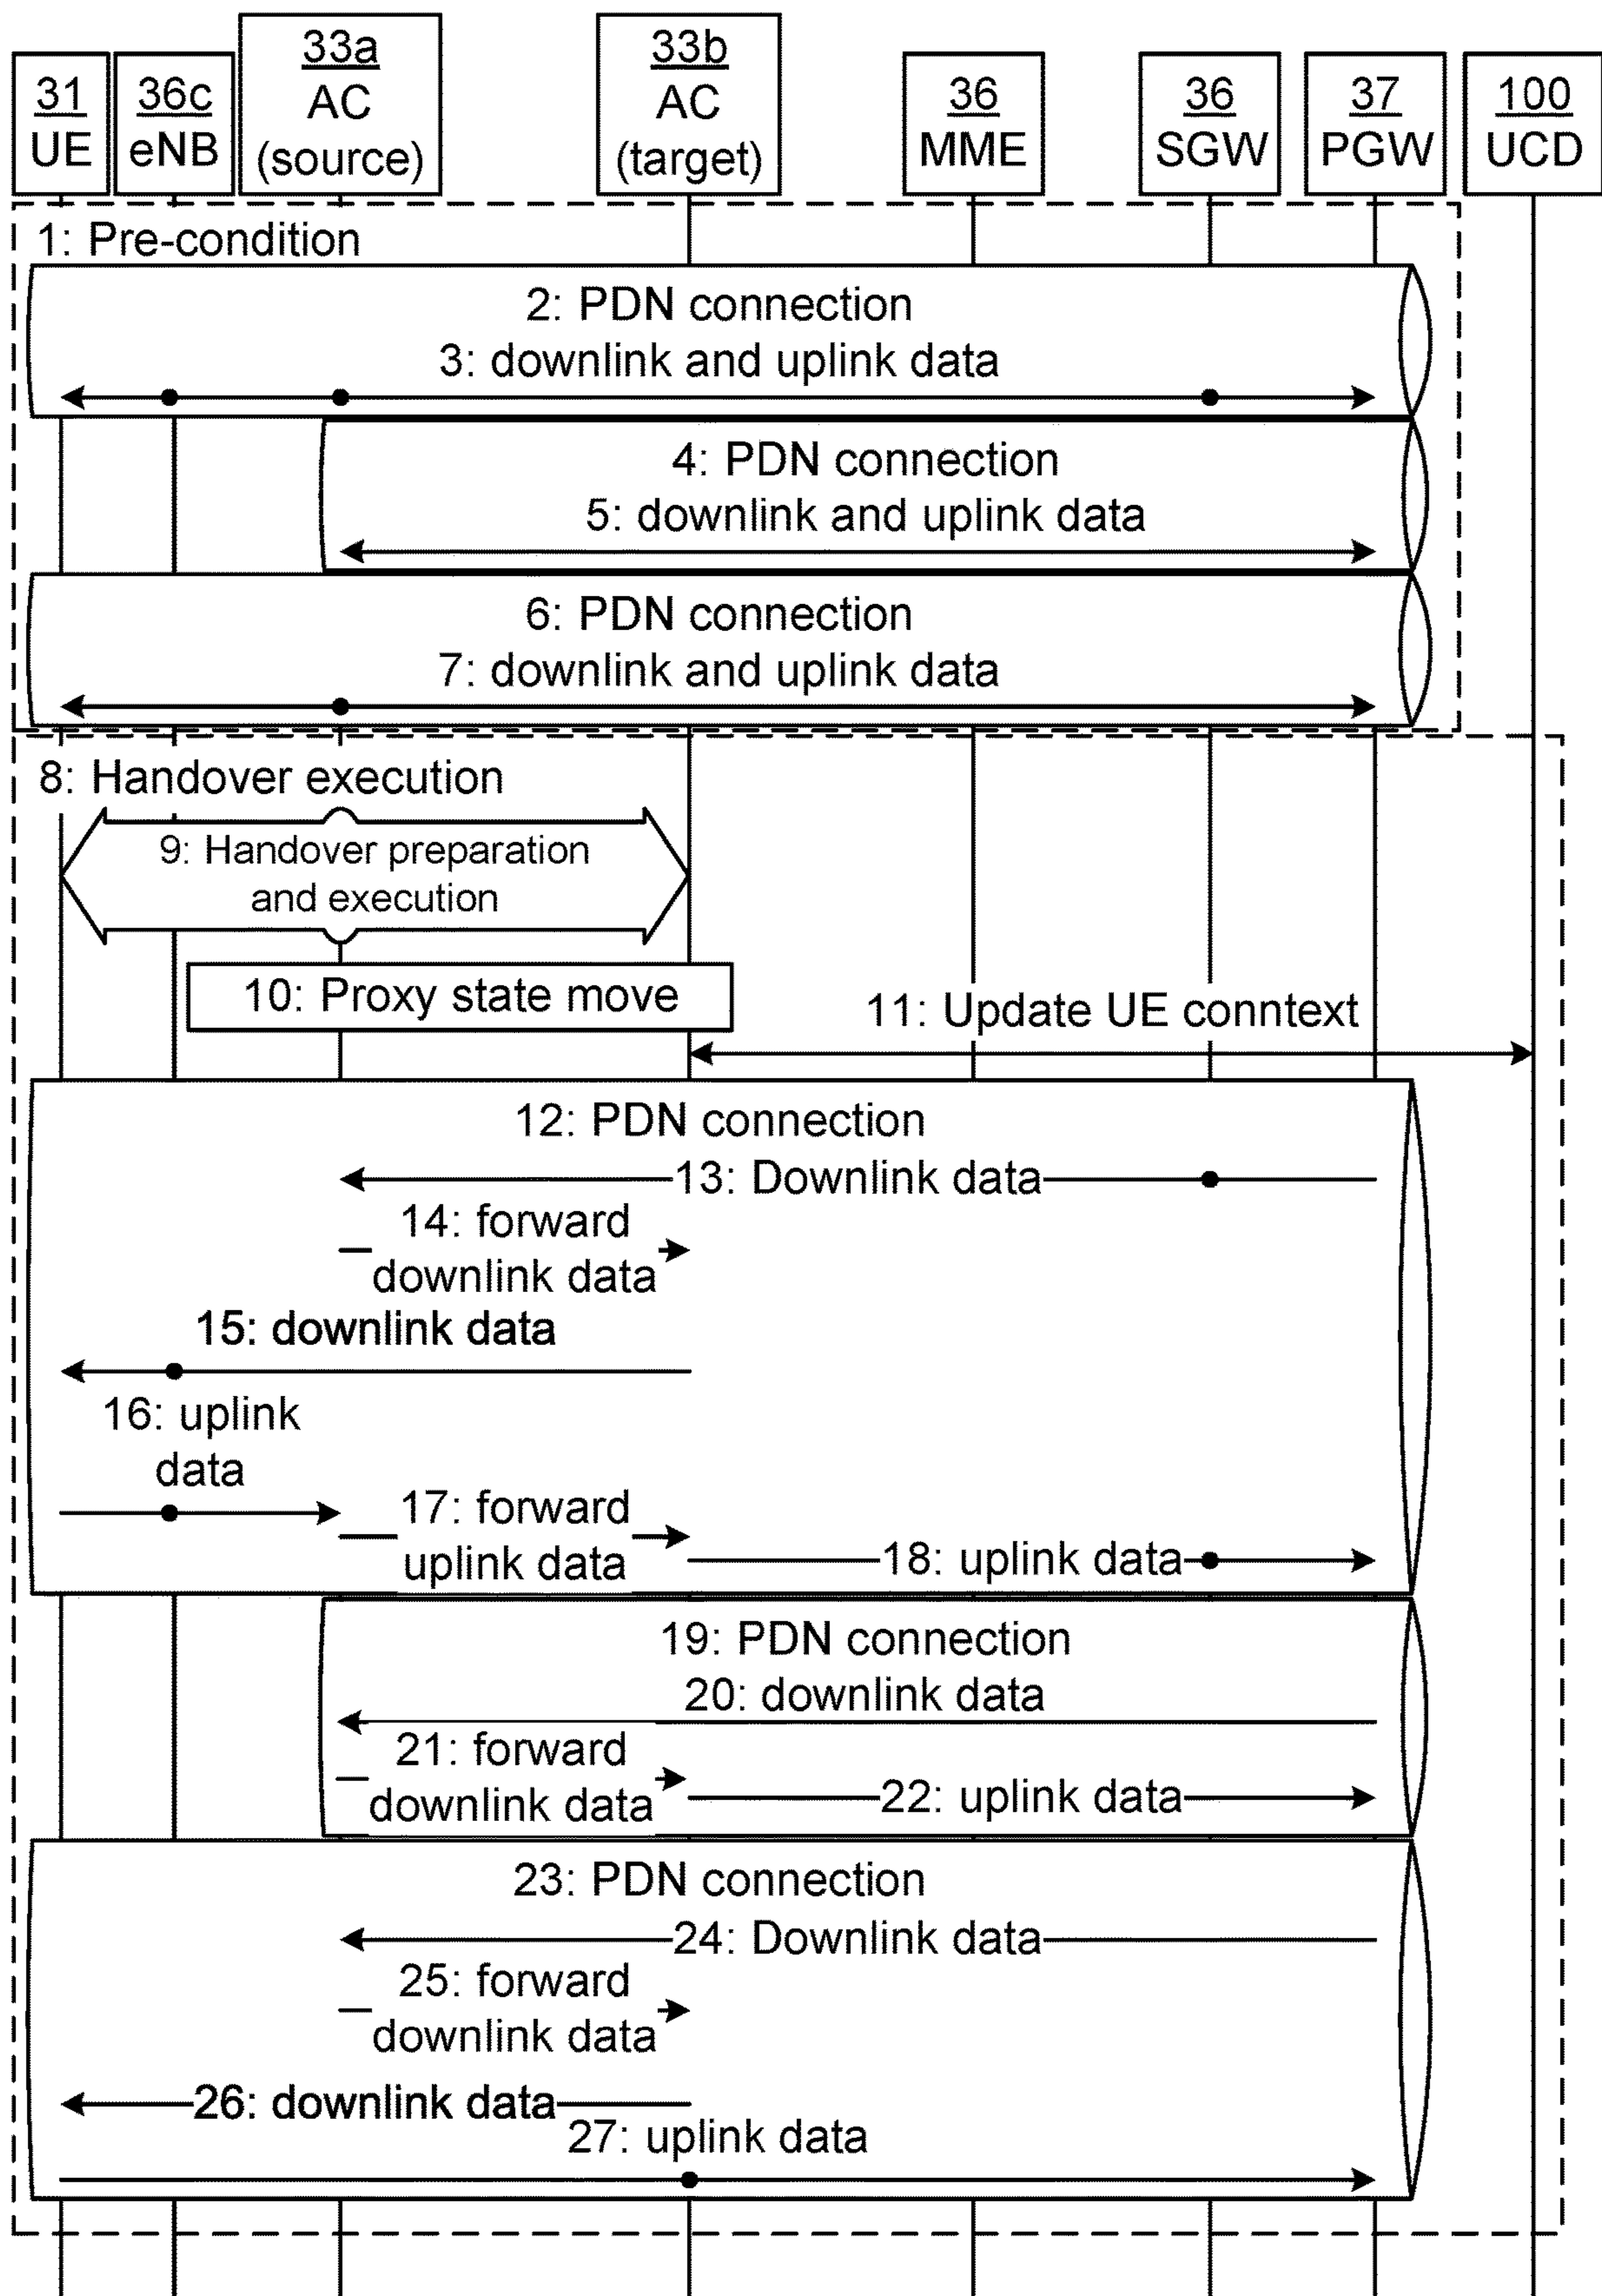 31
UE
36c
eNB
33a
AC
(source)
33b
AC
(target)
36
MME
36
SGW
37
PGW
100
UCD
1: Pre-condition
2: PDN connection
3: downlink and uplink data
4: PDN connection
5: downlink and uplink data
6: PDN connection
7: downlink and uplink data
8: Handover execution
9: Handover preparation
and execution
10: Proxy state move
11: Update UE conntext
12: PDN connection
13: Downlink data
14: forward
downlink data
15: downlink data
16: uplink
data
17: forward
uplink data
18: uplink data
19: PDN connection
20: downlink data
21: forward
downlink data
22: uplink data
23: PDN connection
24: Downlink data
25: forward
downlink data
26: downlink data
27: uplink data